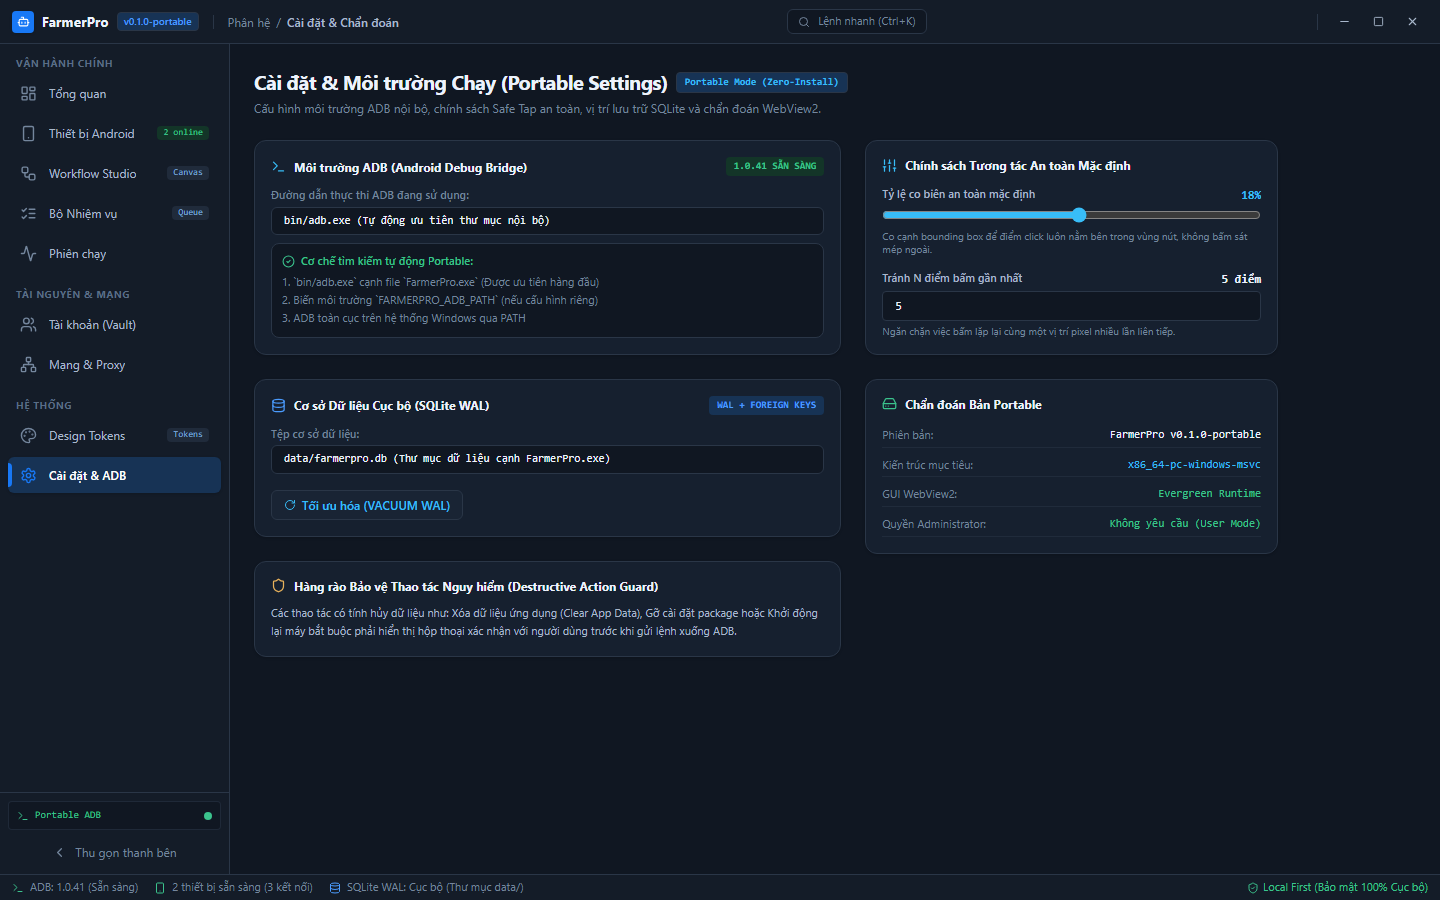 FarmerPro v0.1.0-portable Phân hệ / Cài đặt & Chẩn đoán Lệnh nhanh (Ctrl+K)
VẬN HÀNH CHÍNH
Tổng quan
Thiết bị Android 2 online
Workflow Studio Canvas
Bộ Nhiệm vụ Queue
Phiên chạy
TÀI NGUYÊN & MẠNG
Tài khoản (Vault)
Mạng & Proxy
HỆ THỐNG
Design Tokens Tokens
Cài đặt & ADB
Portable ADB
Thu gọn thanh bên
Cài đặt & Môi trường Chạy (Portable Settings) Portable Mode (Zero-Install)
Cấu hình môi trường ADB nội bộ, chính sách Safe Tap an toàn, vị trí lưu trữ SQLite và chẩn đoán WebView2.
Môi trường ADB (Android Debug Bridge) 1.0.41 SẴN SÀNG
Đường dẫn thực thi ADB đang sử dụng:
bin/adb.exe (Tự động ưu tiên thư mục nội bộ)
Cơ chế tìm kiếm tự động Portable:
1. `bin/adb.exe` cạnh file `FarmerPro.exe` (Được ưu tiên hàng đầu)
2. Biến môi trường `FARMERPRO_ADB_PATH` (nếu cấu hình riêng)
3. ADB toàn cục trên hệ thống Windows qua PATH
Chính sách Tương tác An toàn Mặc định
Tỷ lệ co biên an toàn mặc định 18%
Co cạnh bounding box để điểm click luôn nằm bên trong vùng nút, không bấm sát
mép ngoài.
Tránh N điểm bấm gần nhất 5 điểm
5
Ngăn chặn việc bấm lặp lại cùng một vị trí pixel nhiều lần liên tiếp.
Cơ sở Dữ liệu Cục bộ (SQLite WAL) WAL + FOREIGN KEYS
Tệp cơ sở dữ liệu:
data/farmerpro.db (Thư mục dữ liệu cạnh FarmerPro.exe)
Tối ưu hóa (VACUUM WAL)
Chẩn đoán Bản Portable
Phiên bản: FarmerPro v0.1.0-portable
Kiến trúc mục tiêu: x86_64-pc-windows-msvc
GUI WebView2: Evergreen Runtime
Quyền Administrator: Không yêu cầu (User Mode)
Hàng rào Bảo vệ Thao tác Nguy hiểm (Destructive Action Guard)
Các thao tác có tính hủy dữ liệu như: Xóa dữ liệu ứng dụng (Clear App Data), Gỡ cài đặt package hoặc Khởi động
lại máy bắt buộc phải hiển thị hộp thoại xác nhận với người dùng trước khi gửi lệnh xuống ADB.
ADB: 1.0.41 (Sẵn sàng) 2 thiết bị sẵn sàng (3 kết nối) SQLite WAL: Cục bộ (Thư mục data/) Local First (Bảo mật 100% Cục bộ)